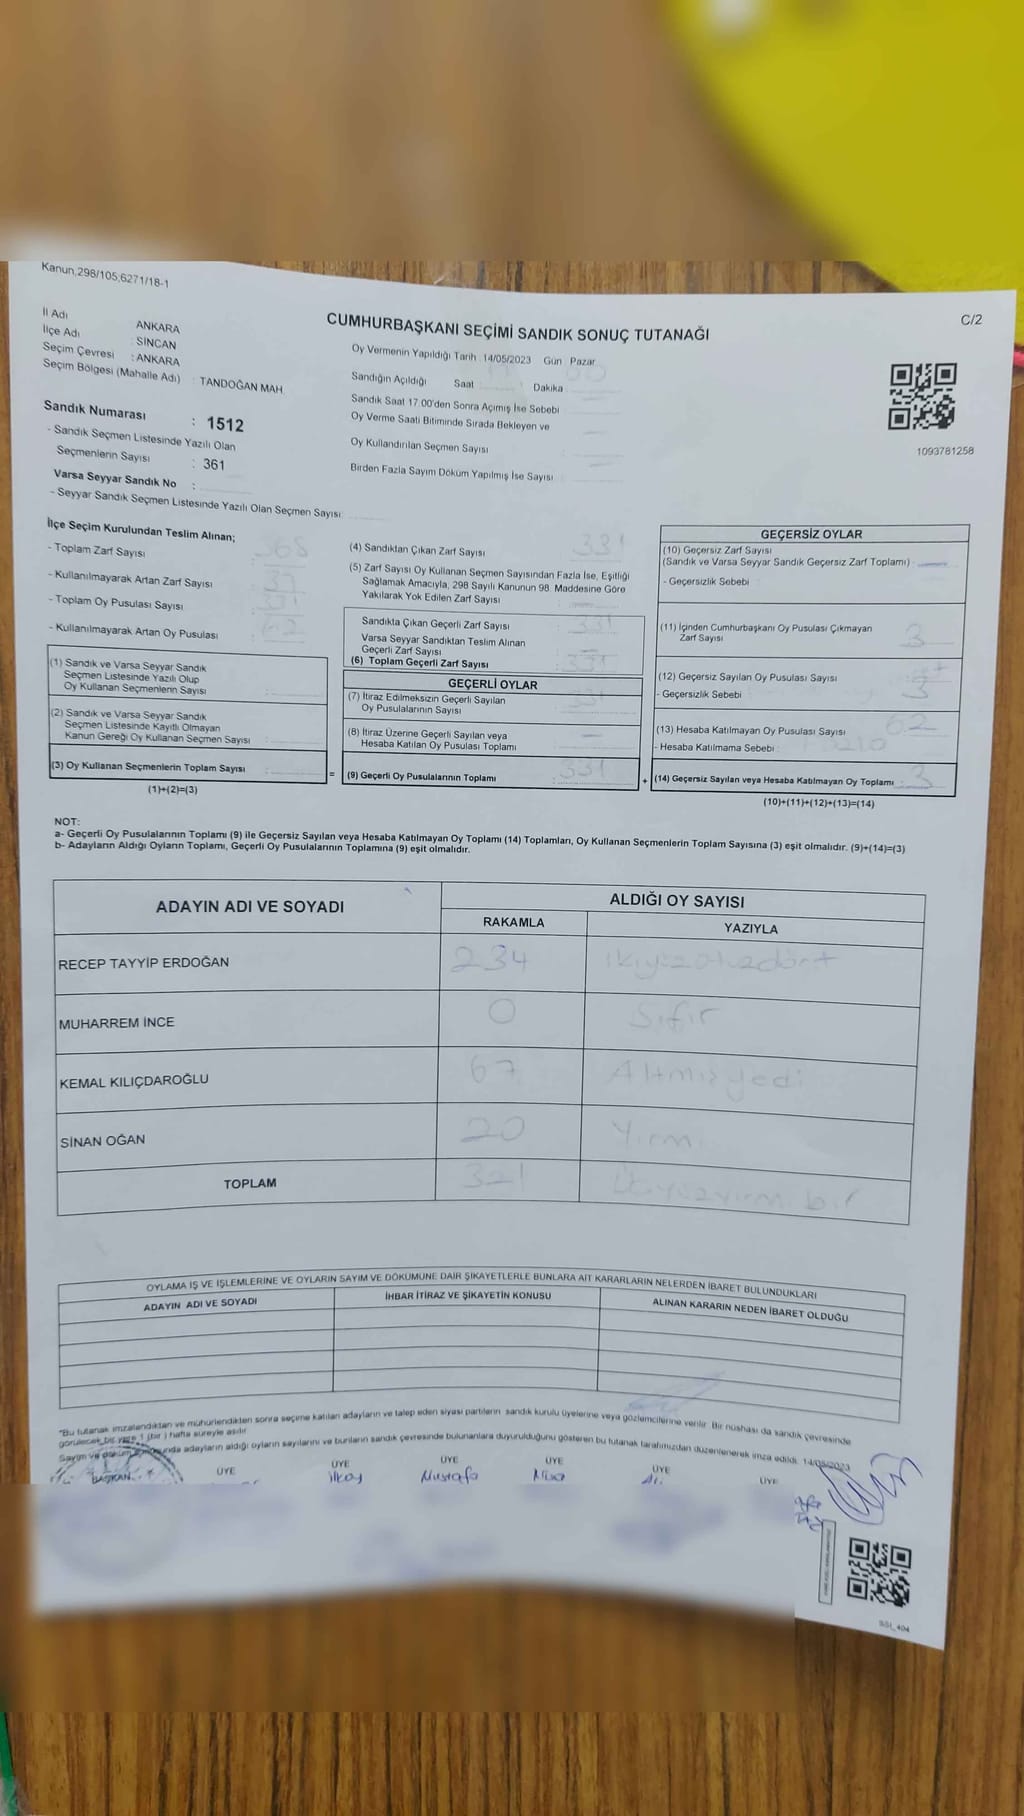 Kanun,298/105,6271/18-1
C/2
CUMHURBAŞKANI SEÇİMİ SANDIK SONUÇ TUTANAĞI
İl Adı ANKARA
İlçe Adı : SİNCAN
Seçim Çevresi : ANKARA
Seçim Bölgesi (Mahalle Adı) : TANDOĞAN MAH.
Sandık Numarası : 1512
- Sandık Seçmen Listesinde Yazılı Olan
Seçmenlerin Sayısı : 361
Varsa Seyyar Sandık No :
- Seyyar Sandık Seçmen Listesinde Yazılı Olan Seçmen Sayısı:
Oy Vermenin Yapıldığı Tarih :14/05/2023 Gün : Pazar
Sandığın Açıldığı Saat Dakika
Sandık Saat 17.00'den Sonra Açımış İse Sebebi
Oy Verme Saati Bitiminde Sırada Bekleyen ve
Oy Kullandırılan Seçmen Sayısı
Birden Fazla Sayım Döküm Yapılmış İse Sayısı
1093781258
İlçe Seçim Kurulundan Teslim Alınan;
- Toplam Zarf Sayısı : 365
- Kullanılmayarak Artan Zarf Sayısı
- Toplam Oy Pusulası Sayısı
- Kullanılmayarak Artan Oy Pusulası
(1) Sandık ve Varsa Seyyar Sandık
Seçmen Listesinde Yazılı Olup
Oy Kullanan Seçmenlerin Sayısı :
(2) Sandık ve Varsa Seyyar Sandık
Seçmen Listesinde Kayıtlı Olmayan
Kanun Gereği Oy Kullanan Seçmen Sayısı :
(3) Oy Kullanan Seçmenlerin Toplam Sayısı :
(1)+(2)=(3)
=
(4) Sandıktan Çıkan Zarf Sayısı : 331
(5) Zarf Sayısı Oy Kullanan Seçmen Sayısından Fazla İse, Eşitliği
Sağlamak Amacıyla, 298 Sayılı Kanunun 98. Maddesine Göre
Yakılarak Yok Edilen Zarf Sayısı
Sandıkta Çıkan Geçerli Zarf Sayısı : 331
Varsa Seyyar Sandıktan Teslim Alınan
Geçerli Zarf Sayısı
(6) Toplam Geçerli Zarf Sayısı : 331
GEÇERLİ OYLAR
(7) İtiraz Edilmeksizin Geçerli Sayılan
Oy Pusulalarının Sayısı : 331
(8) İtiraz Üzerine Geçerli Sayılan veya
Hesaba Katılan Oy Pusulası Toplamı :
(9) Geçerli Oy Pusulalarının Toplamı : 331
+
GEÇERSİZ OYLAR
(10) Geçersiz Zarf Sayısı
(Sandık ve Varsa Seyyar Sandık Geçersiz Zarf Toplamı) :
- Geçersizlik Sebebi :
(11) İçinden Cumhurbaşkanı Oy Pusulası Çıkmayan
Zarf Sayısı : 3
(12) Geçersiz Sayılan Oy Pusulası Sayısı
- Geçersizlik Sebebi
(13) Hesaba Katılmayan Oy Pusulası Sayısı
- Hesaba Katılmama Sebebi
(14) Geçersiz Sayılan veya Hesaba Katılmayan Oy Toplamı : 3
(10)+(11)+(12)+(13)=(14)
NOT:
a- Geçerli Oy Pusulalarının Toplamı (9) ile Geçersiz Sayılan veya Hesaba Katılmayan Oy Toplamı (14) Toplamları, Oy Kullanan Seçmenlerin Toplam Sayısına (3) eşit olmalıdır. (9)+(14)=(3)
b- Adayların Aldığı Oyların Toplamı, Geçerli Oy Pusulalarının Toplamına (9) eşit olmalıdır.
ADAYIN ADI VE SOYADI ALDIĞI OY SAYISI
RAKAMLA YAZIYLA
RECEP TAYYİP ERDOĞAN 234 ikiyüzotuzdört
MUHARREM İNCE 0 Sıfır
KEMAL KILIÇDAROĞLU 67 Altmışyedi
SİNAN OĞAN 20 Yirmi
TOPLAM 321 Üçyüzyirmibir
OYLAMA İŞ VE İŞLEMLERİNE VE OYLARIN SAYIM VE DÖKÜMÜNE DAİR ŞİKAYETLERLE BUNLARA AİT KARARLARIN NELERDEN İBARET BULUNDUKLARI
ADAYIN ADI VE SOYADI İHBAR İTİRAZ VE ŞİKAYETİN KONUSU ALINAN KARARIN NEDEN İBARET OLDUĞU
*Bu tutanak imzalandıktan ve mühürlendikten sonra seçime katılan adayların ve talep eden siyasi partilerin sandık kurulu üyelerine veya gözlemcilerine verilir. Bir nüshası da sandık çevresinde
görülecek bir yere 1 (bir) hafta süreyle asılır.
Sayım ve döküm adayların aldığı oyların sayılarını ve bunların sandık çevresinde bulunanlara duyurulduğunu gösteren bu tutanak tarafımızdan düzenlenerek imza edildi. 14/05/2023
BAŞKAN ÜYE ÜYE ÜYE ÜYE ÜYE ÜYE
İlkay Mustafa